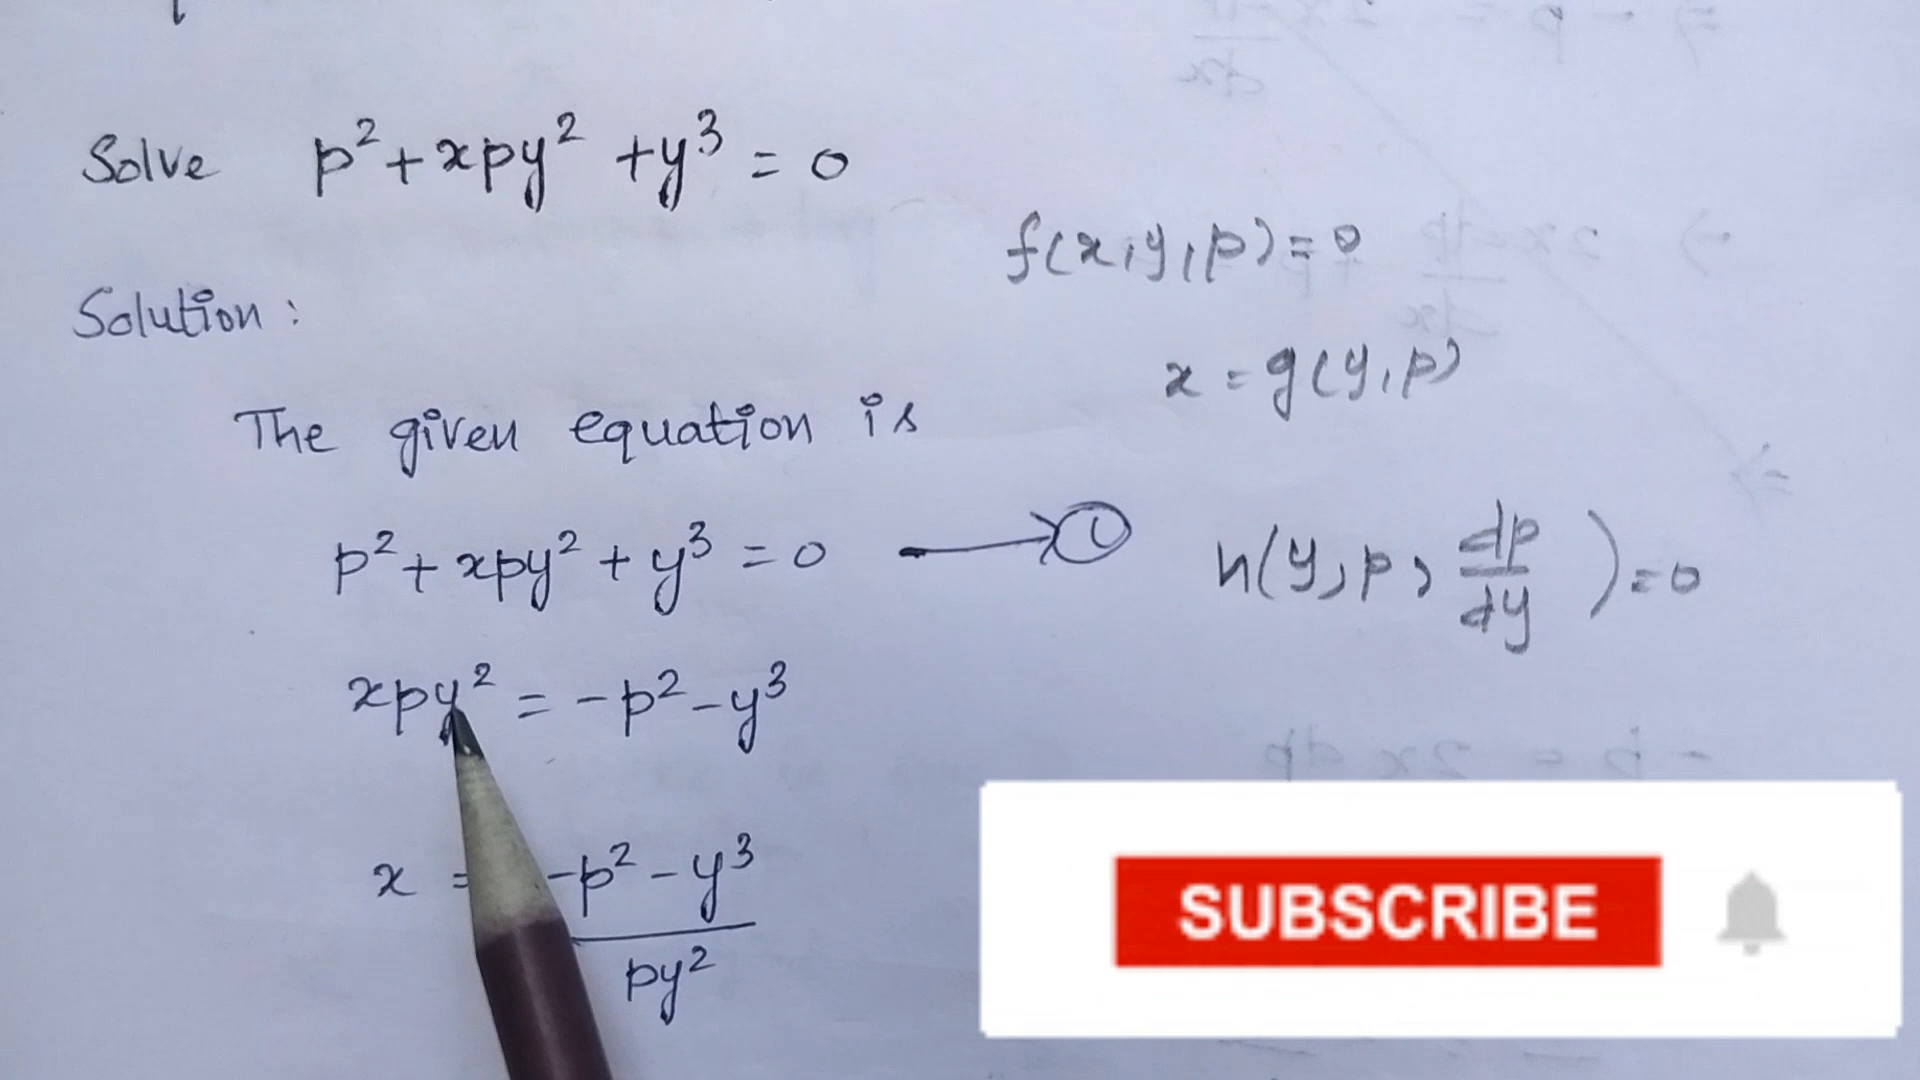 Solve p² + xpy² + y³ = 0
f(x,y,p) = 0
Solution :
x = g(y,p)
The given equation is
p² + xpy² + y³ = 0 → ①
h(y, p, dp/dy) = 0
xpy² = -p² - y³
x = -p² - y³
py²
SUBSCRIBE